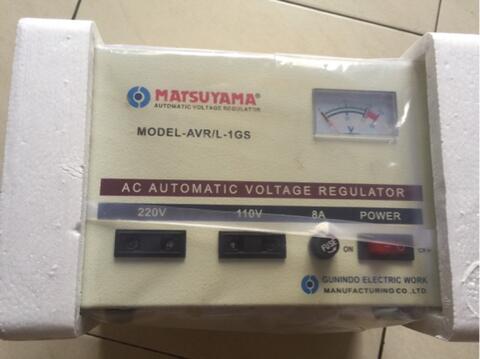 MATSUYAMA®
AUTOMATIC VOLTAGE REGULATOR
MODEL-AVR/L-1GS
V
AC AUTOMATIC VOLTAGE REGULATOR
220V 110V 8A POWER
FUSE ON OFF
GUNINDO ELECTRIC WORK
MANUFACTURING CO.,LTD.